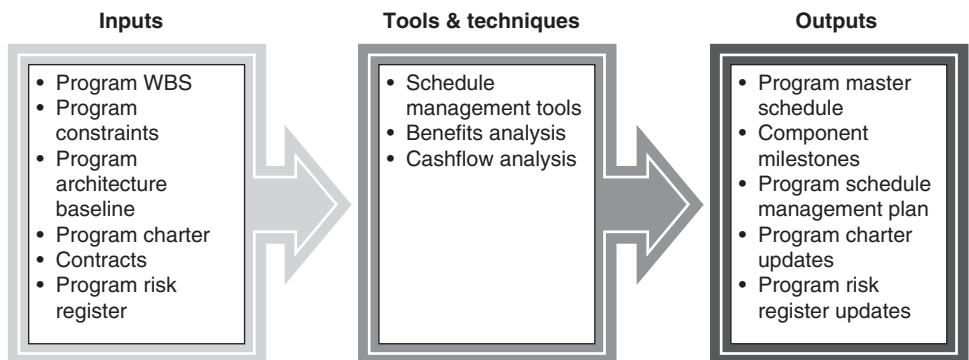 Inputs
• Program WBS
• Program
constraints
• Program
architecture
baseline
• Program charter
• Contracts
• Program risk
register
Tools & techniques
• Schedule
management tools
• Benefits analysis
• Cashflow analysis
Outputs
• Program master
schedule
• Component
milestones
• Program schedule
management plan
• Program charter
updates
• Program risk
register updates